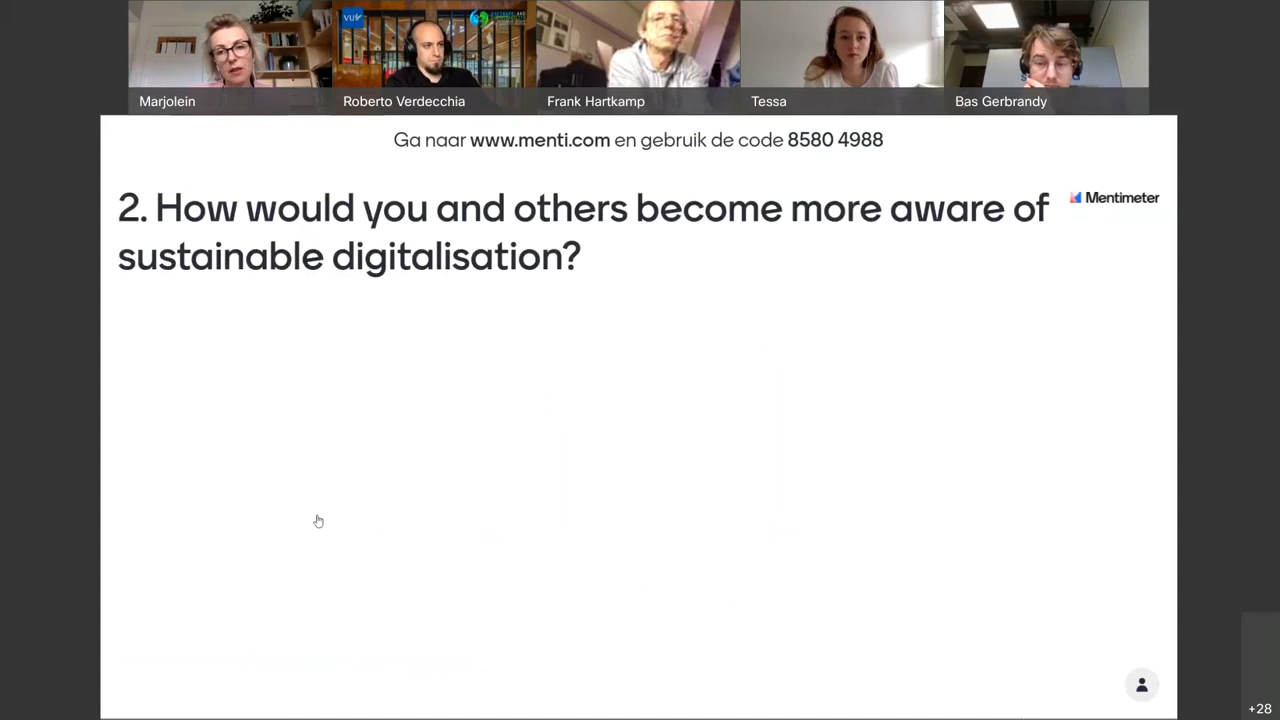 VU
Marjolein
Roberto Verdecchia
Frank Hartkamp
Tessa
Bas Gerbrandy
Ga naar www.menti.com en gebruik de code 8580 4988
2. How would you and others become more aware of
sustainable digitalisation?
Mentimeter
+28